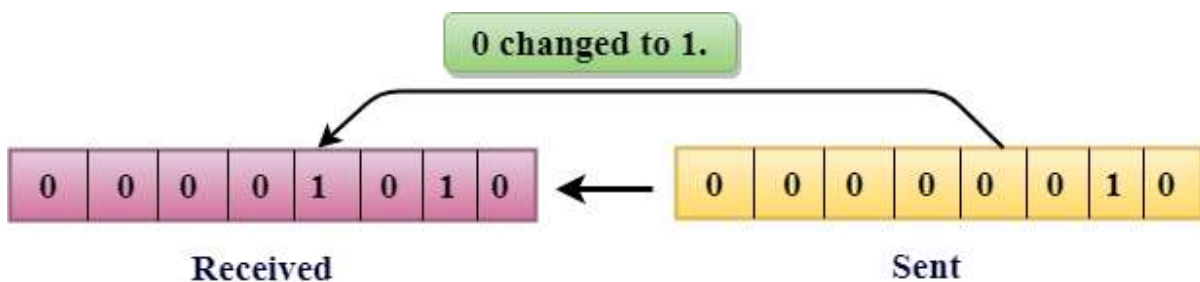 0 changed to 1.
0 0 0 0 1 0 1 0
0 0 0 0 0 0 1 0
Received
Sent